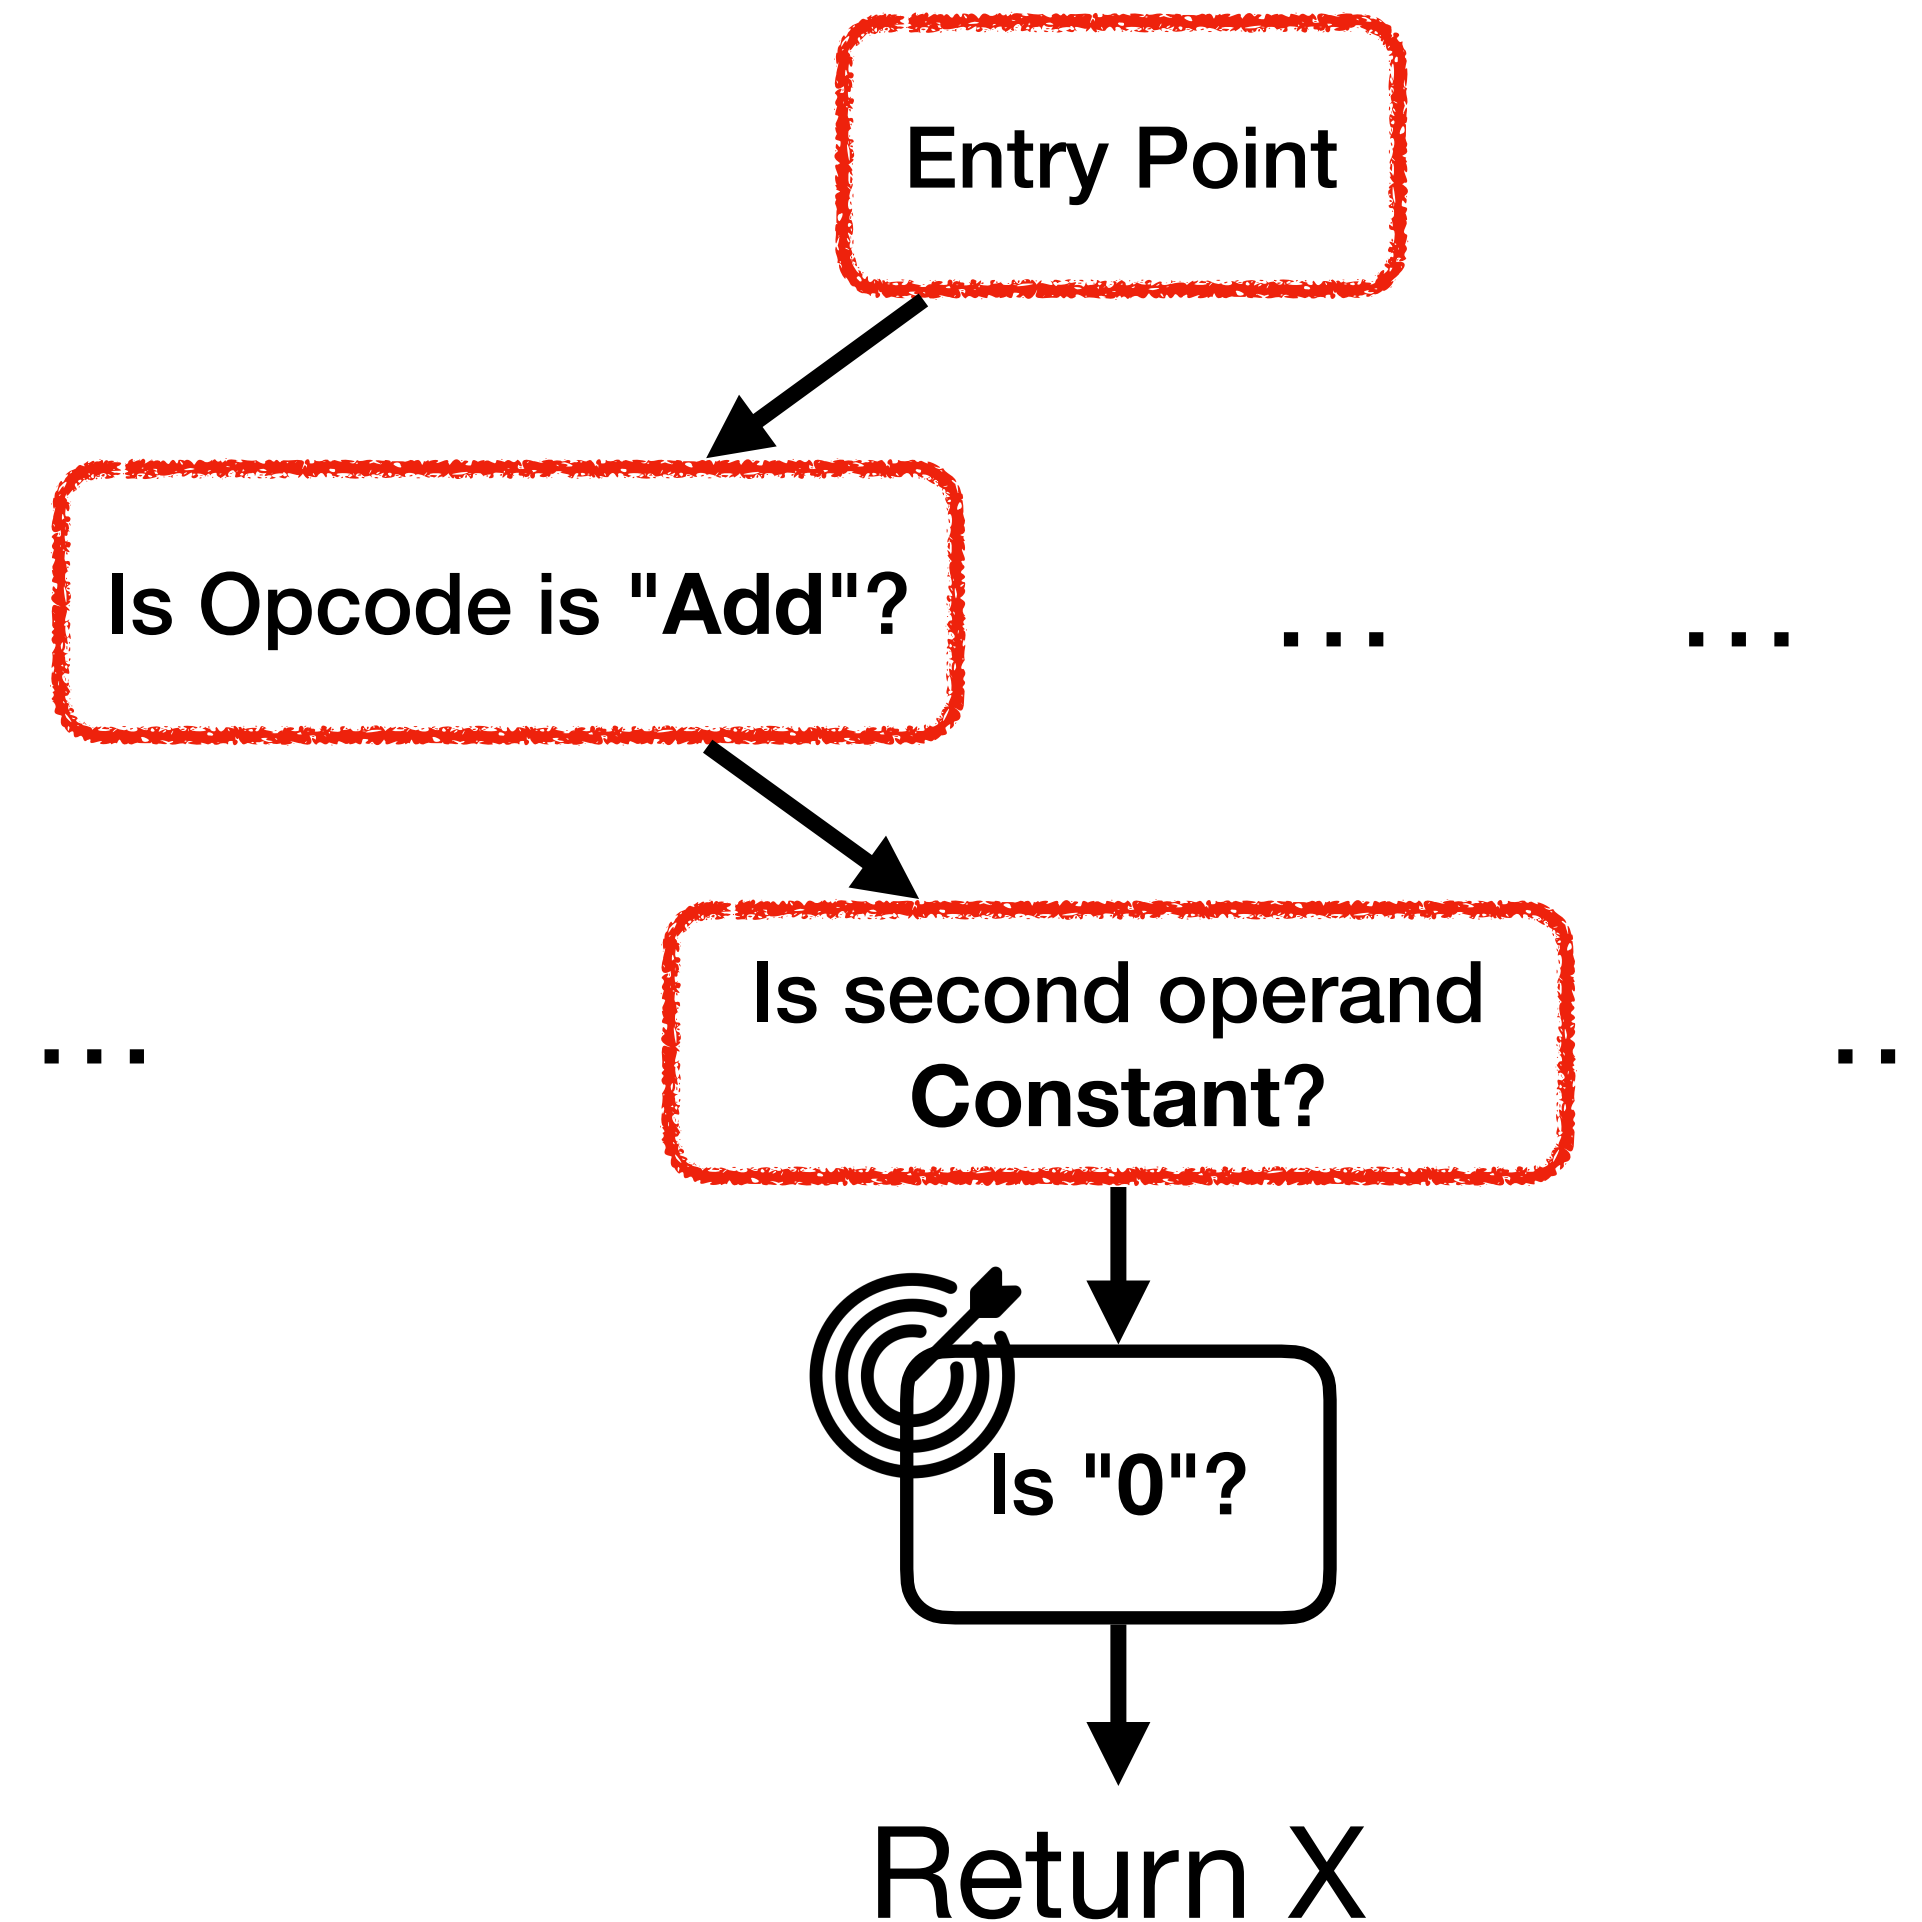 Entry Point
Is Opcode is "Add"?
... ...
Is second operand
Constant?
... ..
Is "0"?
Return X